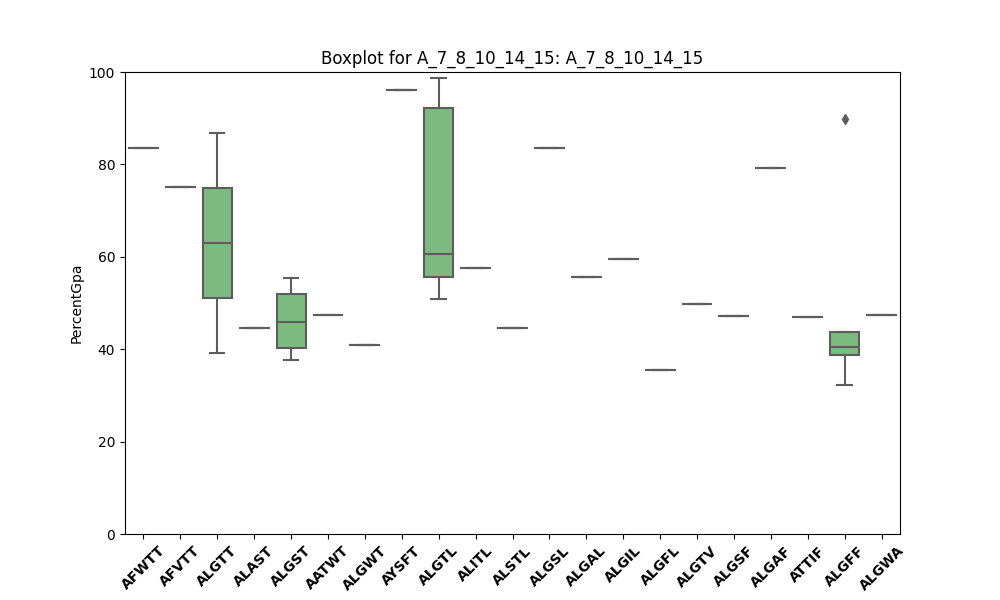 Boxplot for A_7_8_10_14_15: A_7_8_10_14_15
PercentGpa
100
80
60
40
20
0
AFWTT AFVTT ALGTT ALAST ALGST AATWT ALGWT AYSFT ALGTL ALITL ALSTL ALGSL ALGAL ALGIL ALGFL ALGTV ALGSF ALGAF ATTIF ALGFF ALGWA